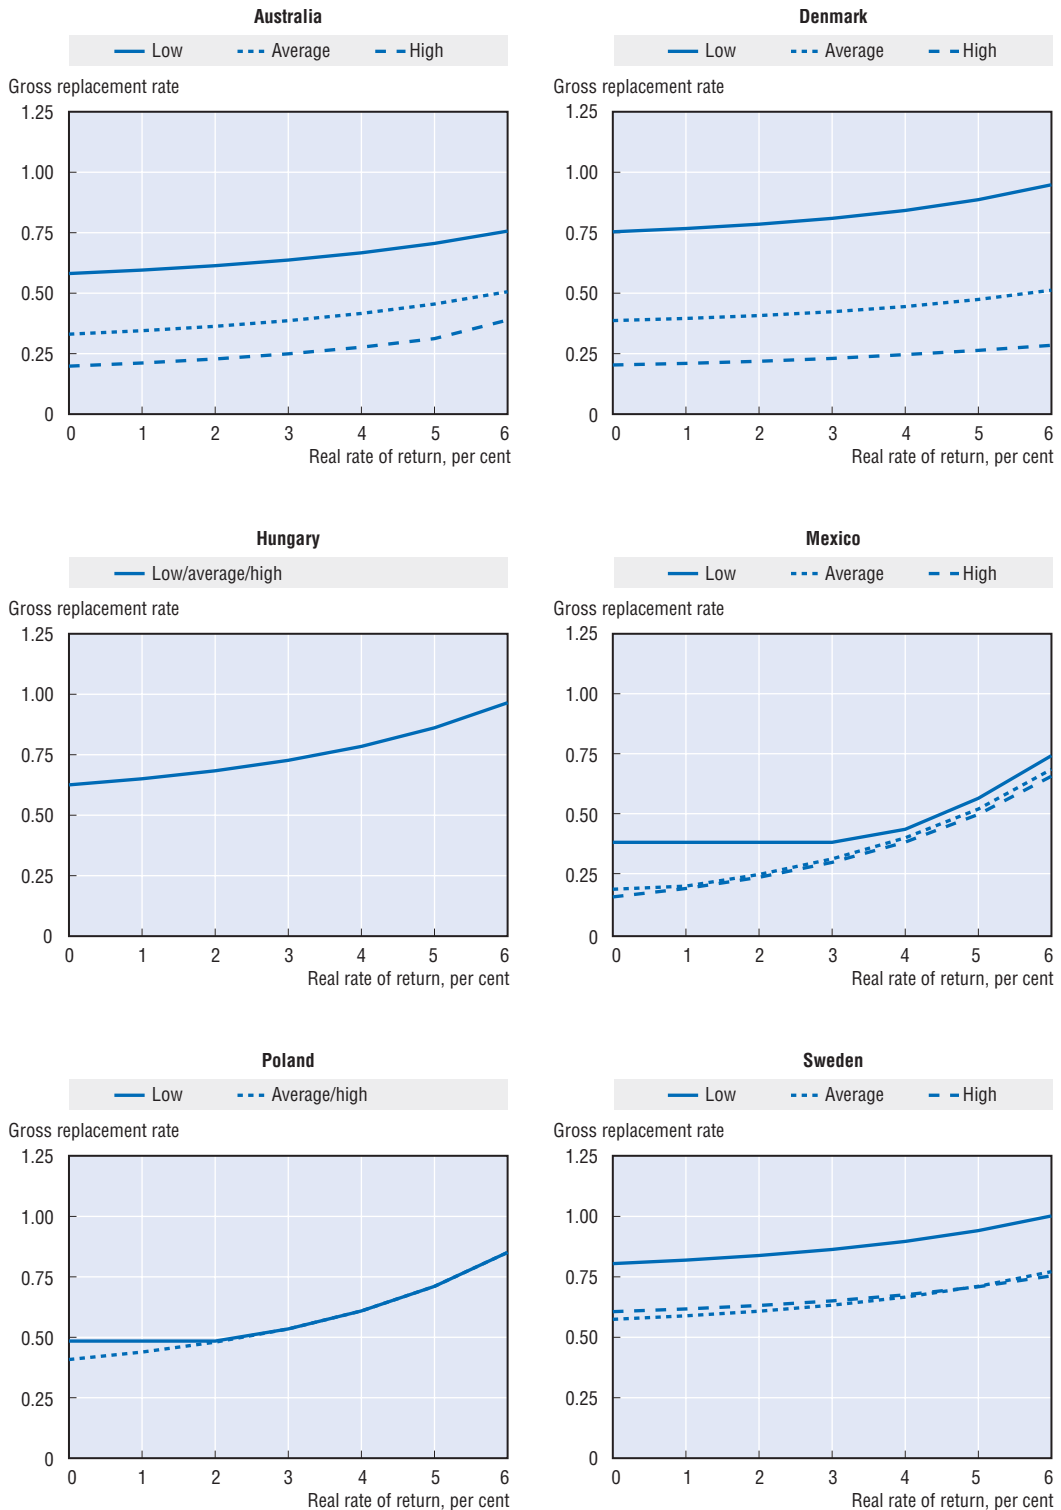 Australia
Low Average High
Gross replacement rate
1.25
1.00
0.75
0.50
0.25
0
0 1 2 3 4 5 6
Real rate of return, per cent
Denmark
Low Average High
Gross replacement rate
1.25
1.00
0.75
0.50
0.25
0
0 1 2 3 4 5 6
Real rate of return, per cent
Hungary
Low/average/high
Gross replacement rate
1.25
1.00
0.75
0.50
0.25
0
0 1 2 3 4 5 6
Real rate of return, per cent
Mexico
Low Average High
Gross replacement rate
1.25
1.00
0.75
0.50
0.25
0
0 1 2 3 4 5 6
Real rate of return, per cent
Poland
Low Average/high
Gross replacement rate
1.25
1.00
0.75
0.50
0.25
0
0 1 2 3 4 5 6
Real rate of return, per cent
Sweden
Low Average High
Gross replacement rate
1.25
1.00
0.75
0.50
0.25
0
0 1 2 3 4 5 6
Real rate of return, per cent